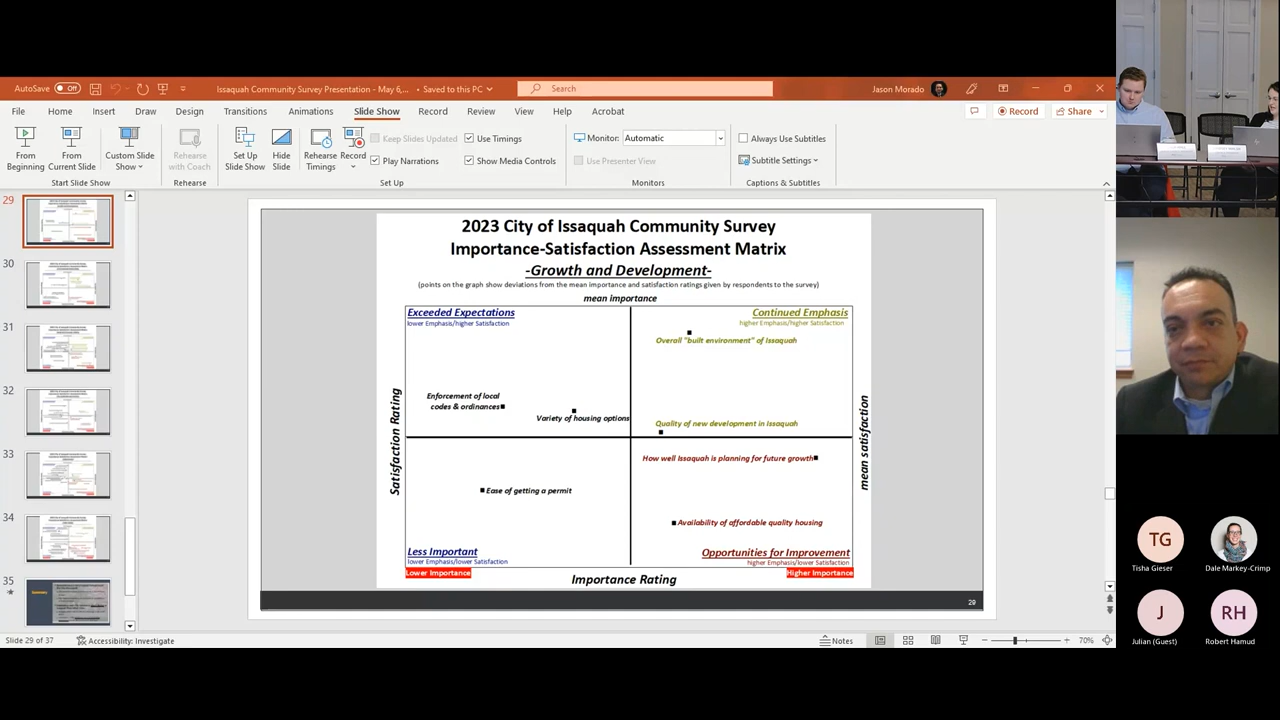 AutoSave Off
Issaquah Community Survey Presentation - May 6,... • Saved to this PC
Search
Jason Morado
File Home Insert Draw Design Transitions Animations Slide Show Record Review View Help Acrobat
Record Share
From Beginning
From Current Slide
Custom Slide Show
Rehearse with Coach
Set Up Slide Show
Hide Slide
Rehearse Timings
Record
Keep Slides Updated
Play Narrations
Use Timings
Show Media Controls
Monitor: Automatic
Use Presenter View
Always Use Subtitles
Subtitle Settings
Start Slide Show Rehearse Set Up Monitors Captions & Subtitles
29
30
31
32
33
34
35
Summary
2023 City of Issaquah Community Survey
Importance-Satisfaction Assessment Matrix
-Growth and Development-
(points on the graph show deviations from the mean importance and satisfaction ratings given by respondents to the survey)
mean importance
Exceeded Expectations
lower Emphasis/higher Satisfaction
Continued Emphasis
higher Emphasis/higher Satisfaction
Overall "built environment" of Issaquah
Enforcement of local
codes & ordinances
Variety of housing options
Quality of new development in Issaquah
Satisfaction Rating
mean satisfaction
How well Issaquah is planning for future growth
Ease of getting a permit
Availability of affordable quality housing
Less Important
lower Emphasis/lower Satisfaction
Opportunities for Improvement
higher Emphasis/lower Satisfaction
Lower Importance
Importance Rating
Higher Importance
29
Slide 29 of 37
Accessibility: Investigate
Notes
70%
TG
Tisha Gieser
Dale Markey-Crimp
J
Julian (Guest)
RH
Robert Hamud